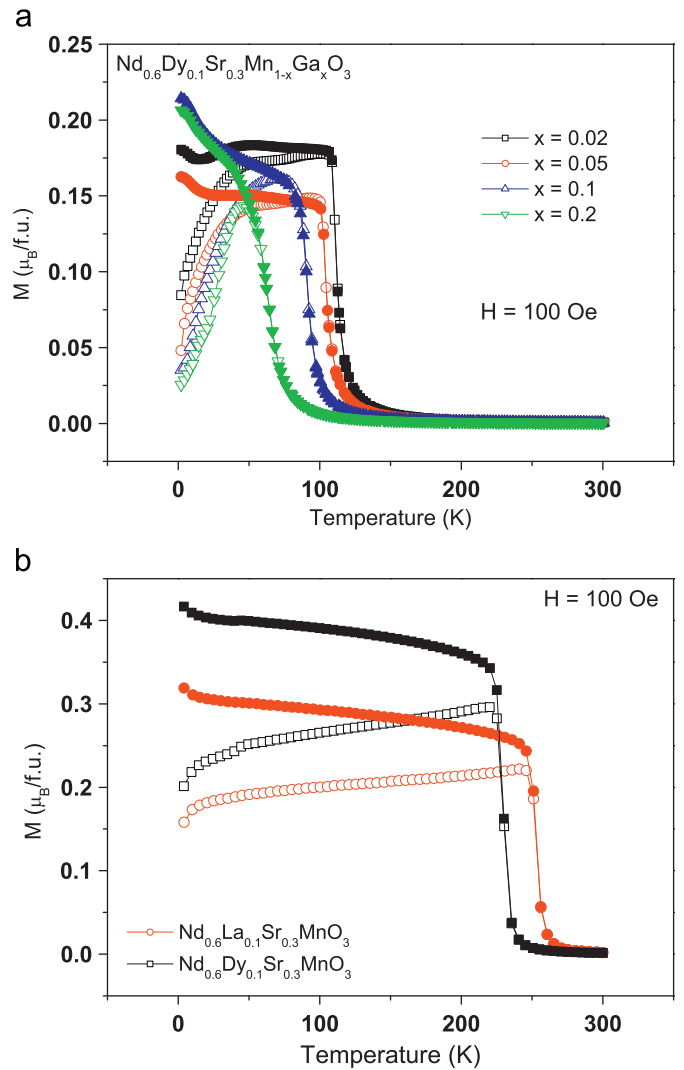 a
Nd0.6Dy0.1Sr0.3Mn1-xGaxO3
x = 0.02
x = 0.05
x = 0.1
x = 0.2
H = 100 Oe
M (μB/f.u.)
0.25
0.20
0.15
0.10
0.05
0.00
0 100 200 300
Temperature (K)
b
H = 100 Oe
M (μB/f.u.)
0.4
0.3
0.2
0.1
0.0
Nd0.6La0.1Sr0.3MnO3
Nd0.6Dy0.1Sr0.3MnO3
0 100 200 300
Temperature (K)